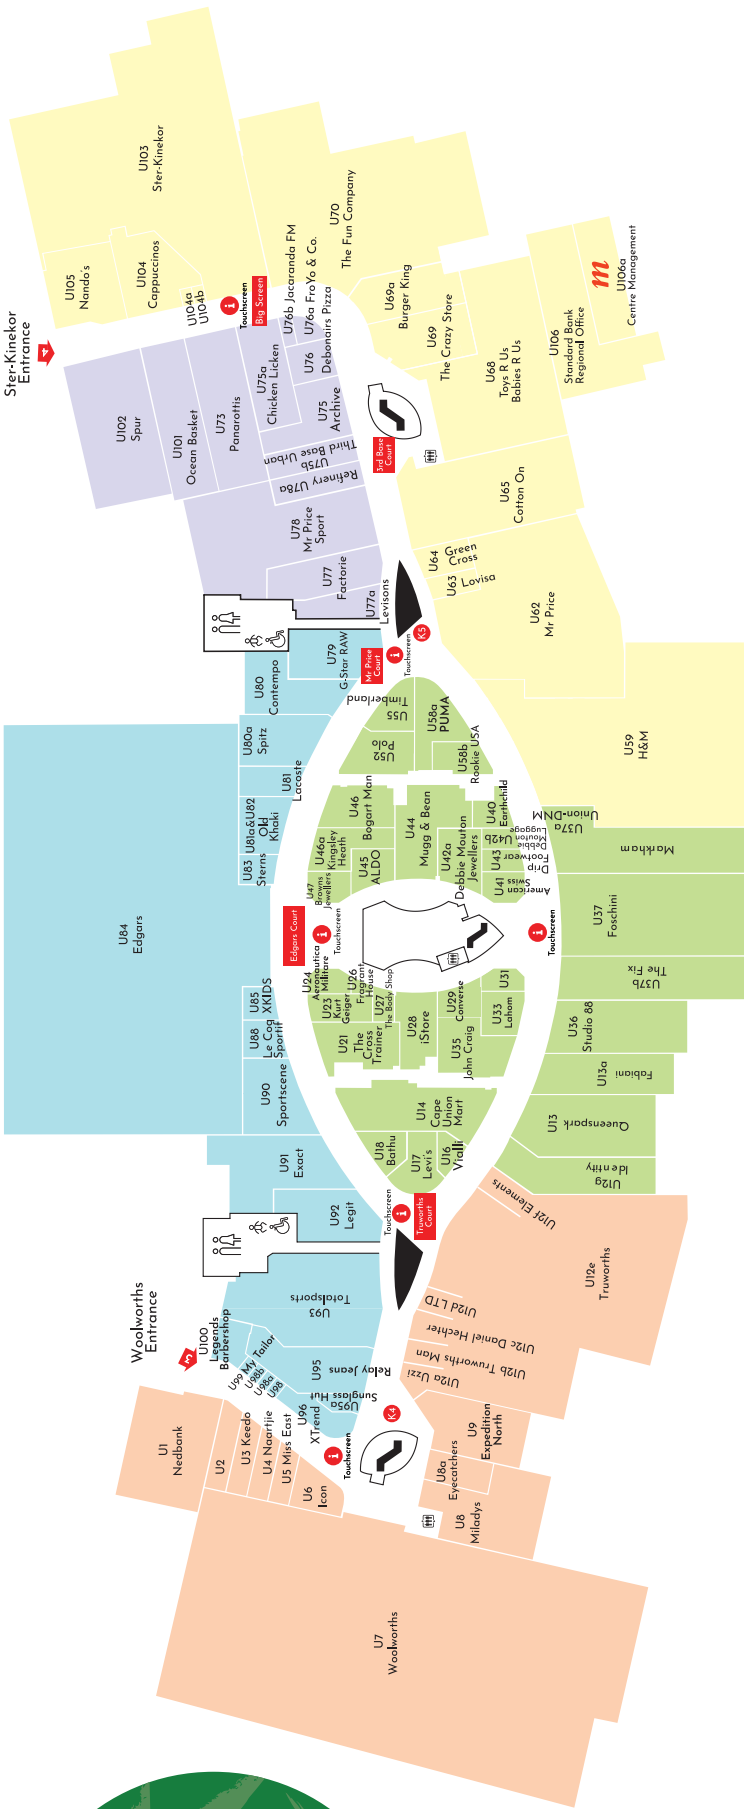 Ster-Kinekor
Entrance
U105
Nando's
U104
Cappuccinos
U104a
U104b
U103
Ster-Kinekor
Touchscreen
Big Screen
U70
The Fun Company
U76b Jacaranda FM
U76a FroYo & Co.
U76
Debonairs Pizza
U75a
Chicken Licken
U75
Archive
Third Base Urban
U75b
Refinery U78a
U102
Spur
U101
Ocean Basket
U73
Panarottis
U78
Mr Price
Sport
U77
Factorie
U77a
Levisons
U69a
Burger King
U69
The Crazy Store
U68
Toys R Us
Babies R Us
U106
Standard Bank
Regional Office
m
U106a
Centre Management
3rd Base
Court
U65
Cotton On
U64
Green
Cross
U63 Lovisa
U62
Mr Price
U59
H&M
K5
Touchscreen
Mr Price
Court
U79
G-Star RAW
U80
Contempo
U80a
Spitz
U81
Lacoste
U81a&U82
Old
Khaki
U83
Sterns
U84
Edgars
U85
XKIDS
U88
Le Coq
Sportif
U90
Sportscene
U91
Exact
U92
Legit
Timberland
U55
Polo
U52
U58a
PUMA
U58b
Rookie USA
U46
Bogart Man
U46a
Kingsley
Heath
U45
ALDO
U47
Browns
Jewellers
U44
Mugg & Bean
U42a
Debbie Mouton
Jewellers
U40
Earthchild
Debbie
Mouton
Luggage
U42b
Drip
Footwear
U43
American
Swiss
U41
Union-DNM
U37a
Markham
U37
Foschini
The Fix
U37b
U36
Studio 88
Fabiani
U13a
Queenspark
U13
Identity
U12g
Edgars Court
Touchscreen
Touchscreen
U24
Aeronautica
Militare
U23
Kurt
Geiger
U26
Fragrant
House
U27
The Body Shop
U21
The
Cross
Trainer
U28
iStore
U29
Converse
U31
U33
Laham
U35
John Craig
U14
Cape
Union
Mart
U18
Bathu
U17
Levi's
U16
Vialli
Touchscreen
Truworths
Court
U12f Elements
U12e
Truworths
U12d LTD
U12c Daniel Hechter
U12b Truworths Man
U12a Uzzi
U9
Expedition
North
U8a
Eyecatchers
U8
Miladys
K4
Touchscreen
Totalsports
U93
U95
Relay Jeans
Sunglass Hut
U95a
U96
XTrend
U98
U98a
U98b
U99 My Tailor
U100
Legends
Barbershop
Woolworths
Entrance
3
U1
Nedbank
U2
U3 Keedo
U4 Naartjie
U5 Miss East
U6
Icon
U7
Woolworths